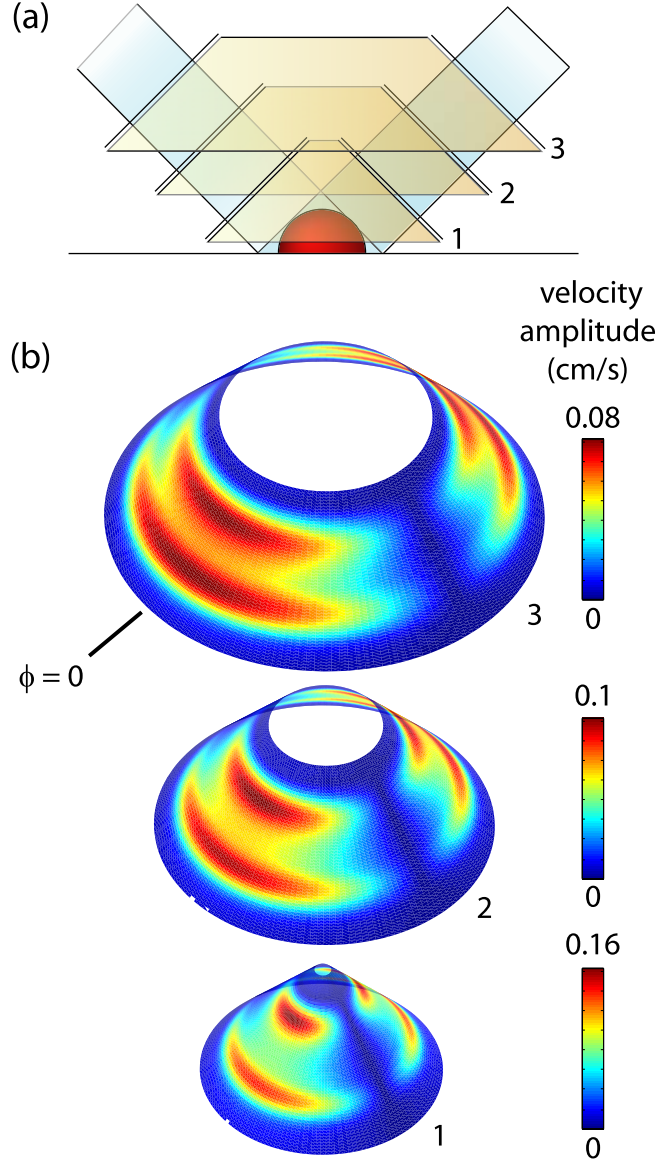 (a)
3
2
1
velocity
amplitude
(cm/s)
(b)
0.08
0
3
ϕ = 0
0.1
0
2
0.16
0
1